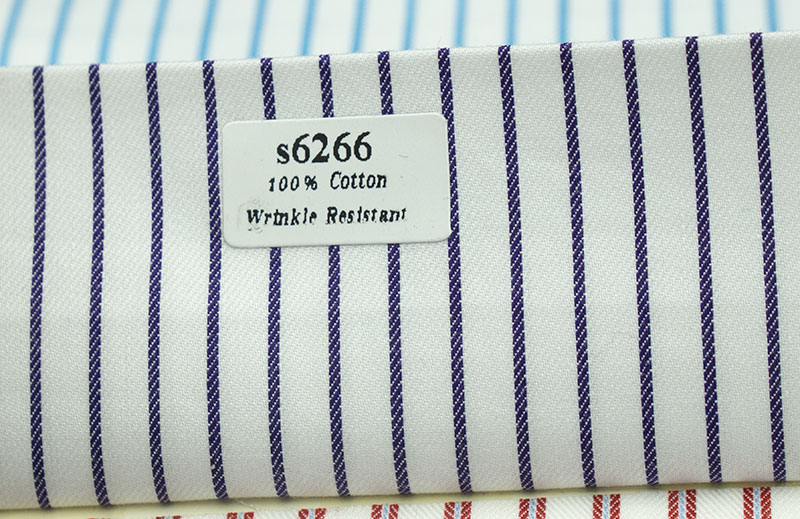 s6266
100% Cotton
Wrinkle Resistant